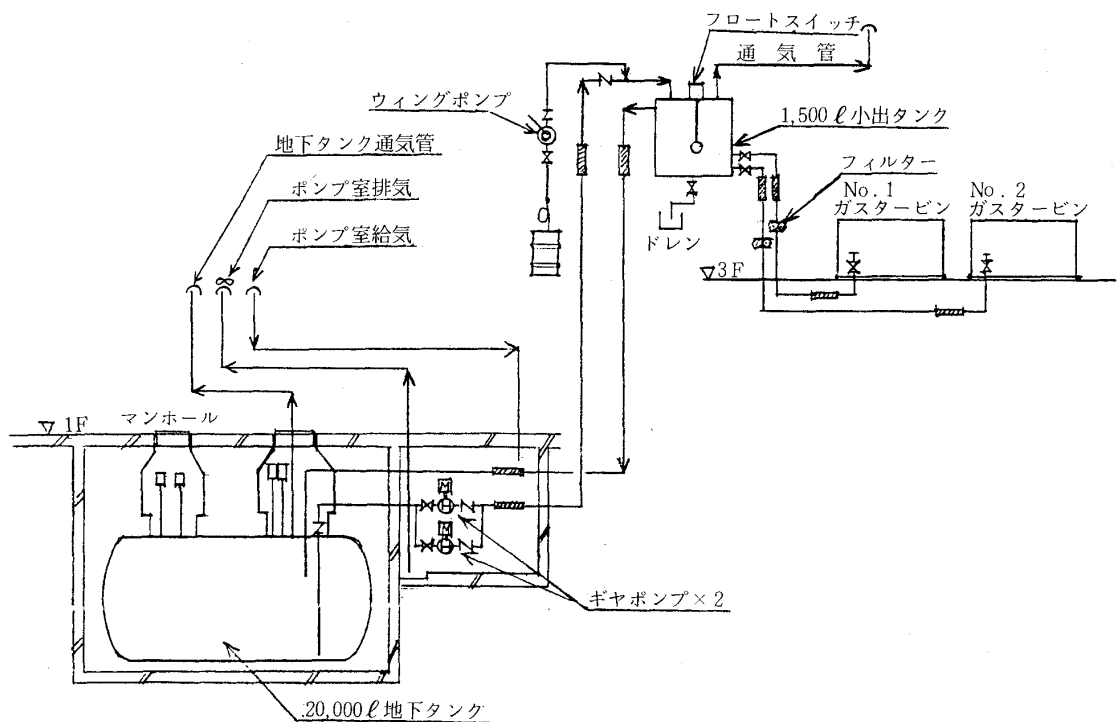 フロートスイッチ
通気管
ウィングポンプ
1,500ℓ小出タンク
地下タンク通気管
フィルター
ポンプ室排気
No.1
ガスタービン
No.2
ガスタービン
ドレン
ポンプ室給気
▽3F
▽1F
マンホール
M
M
ギヤポンプ×2
20,000ℓ地下タンク